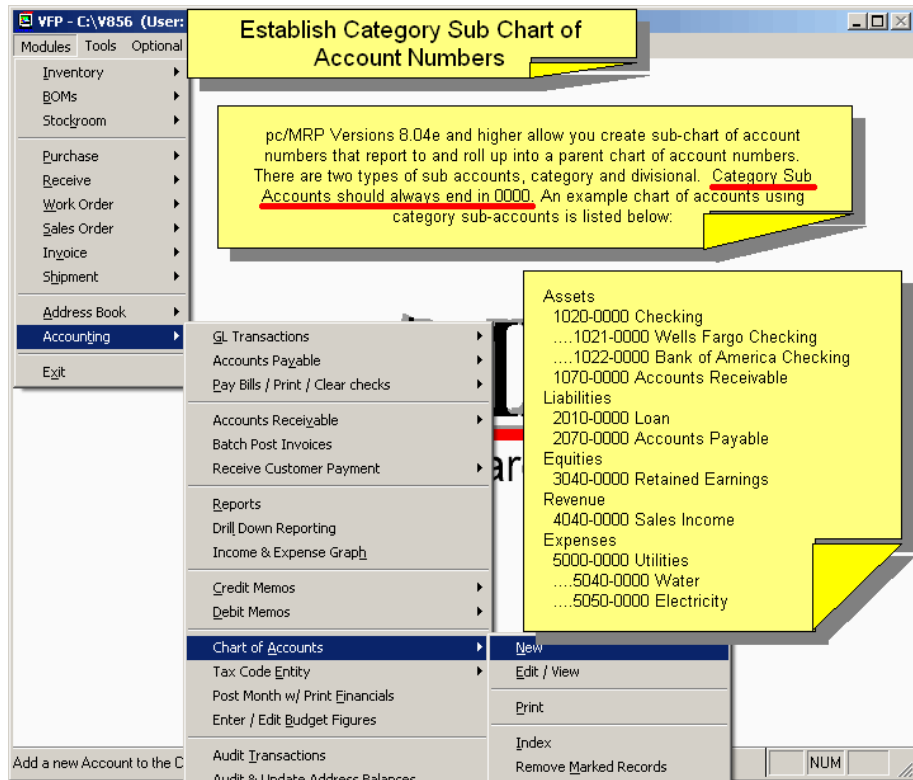 VFP - C:\V856 (User:
Modules Tools Optional
Establish Category Sub Chart of
Account Numbers
Inventory
BOMs
Stockroom
Purchase
Receive
Work Order
Sales Order
Invoice
Shipment
Address Book
Accounting
Exit
pc/MRP Versions 8.04e and higher allow you create sub-chart of account
numbers that report to and roll up into a parent chart of account numbers.
There are two types of sub accounts, category and divisional. Category Sub
Accounts should always end in 0000. An example chart of accounts using
category sub-accounts is listed below:
Assets
1020-0000 Checking
....1021-0000 Wells Fargo Checking
....1022-0000 Bank of America Checking
1070-0000 Accounts Receivable
Liabilities
2010-0000 Loan
2070-0000 Accounts Payable
Equities
3040-0000 Retained Earnings
Revenue
4040-0000 Sales Income
Expenses
5000-0000 Utilities
....5040-0000 Water
....5050-0000 Electricity
GL Transactions
Accounts Payable
Pay Bills / Print / Clear checks
Accounts Receivable
Batch Post Invoices
Receive Customer Payment
Reports
Drill Down Reporting
Income & Expense Graph
Credit Memos
Debit Memos
Chart of Accounts
Tax Code Entity
Post Month w/ Print Financials
Enter / Edit Budget Figures
Audit Transactions
Audit & Update Address Balances
New
Edit / View
Print
Index
Remove Marked Records
Add a new Account to the C
NUM